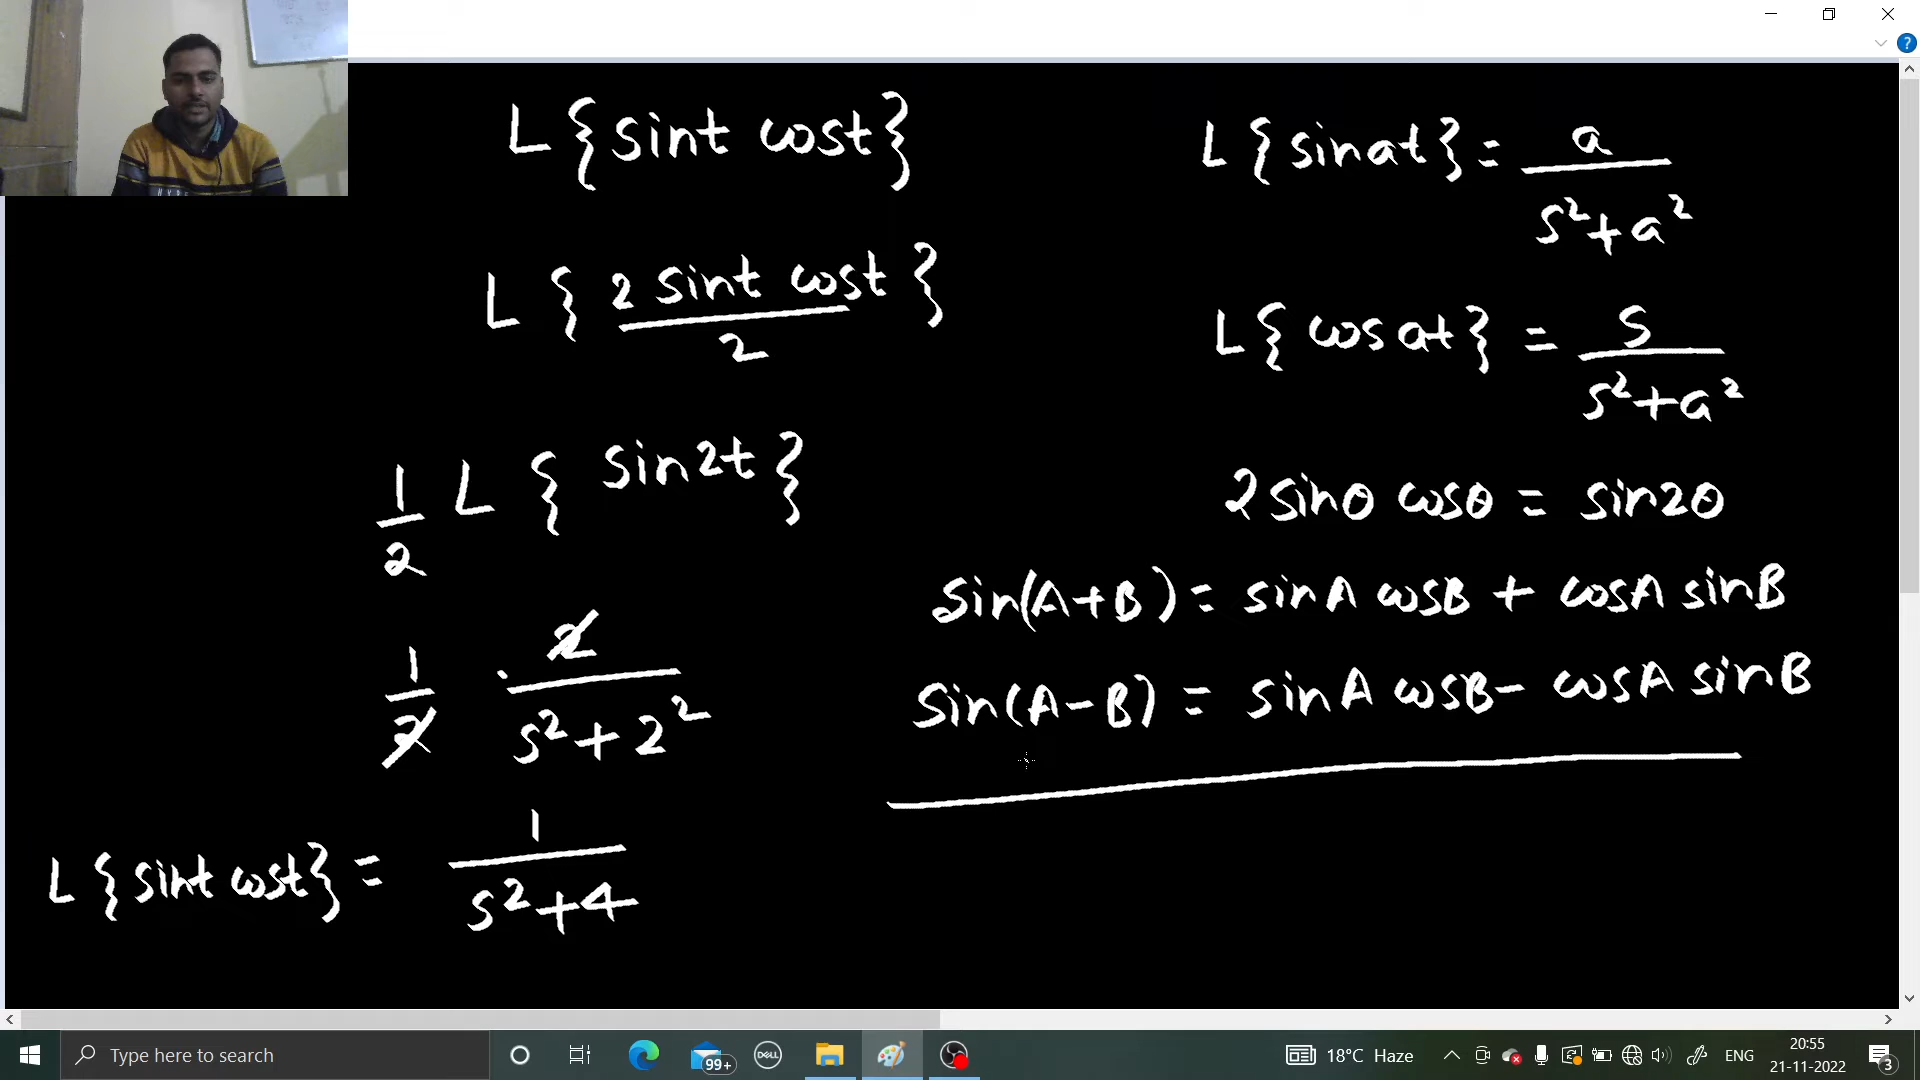 L{sint cost}
L{2 sint cost / 2}
1/2 L{sin2t}
1/2 · 2/s²+2²
L{sint cost} = 1/s²+4
L{sinat} = a/s²+a²
L{cosat} = s/s²+a²
2sinθ cosθ = sin2θ
sin(A+B) = sinA cosB + cosA sinB
sin(A-B) = sinA cosB - cosA sinB
Type here to search
DELL
99+
18°C Haze
ENG
20:55
21-11-2022
3
?